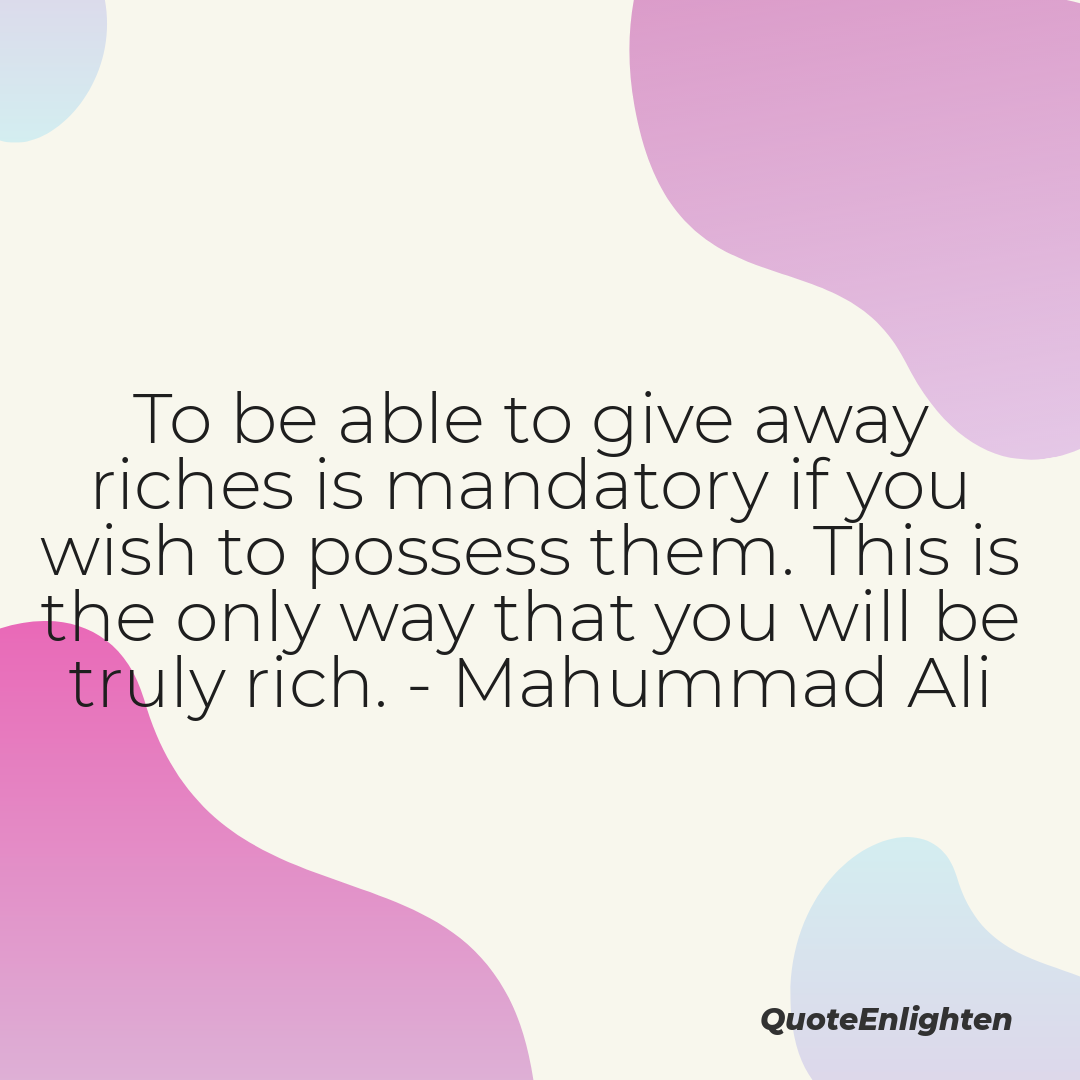 To be able to give away
riches is mandatory if you
wish to possess them. This is
the only way that you will be
truly rich. - Mahummad Ali
QuoteEnlighten